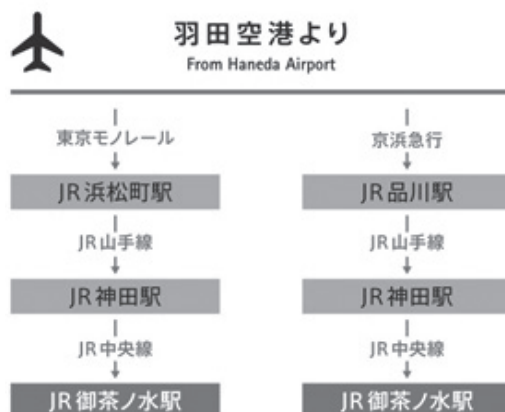 羽田空港より
From Haneda Airport
東京モノレール
京浜急行
JR浜松町駅
JR品川駅
JR山手線
JR山手線
JR神田駅
JR神田駅
JR中央線
JR中央線
JR御茶ノ水駅
JR御茶ノ水駅